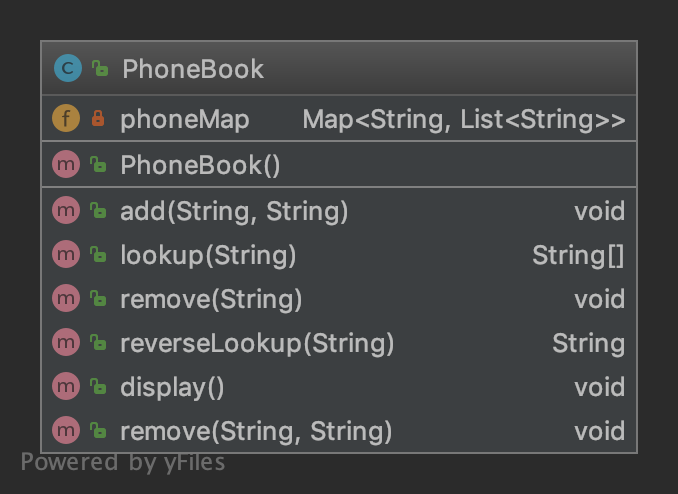 C PhoneBook
f phoneMap Map<String, List<String>>
m PhoneBook()
m add(String, String) void
m lookup(String) String[]
m remove(String) void
m reverseLookup(String) String
m display() void
m remove(String, String) void
Powered by yFiles